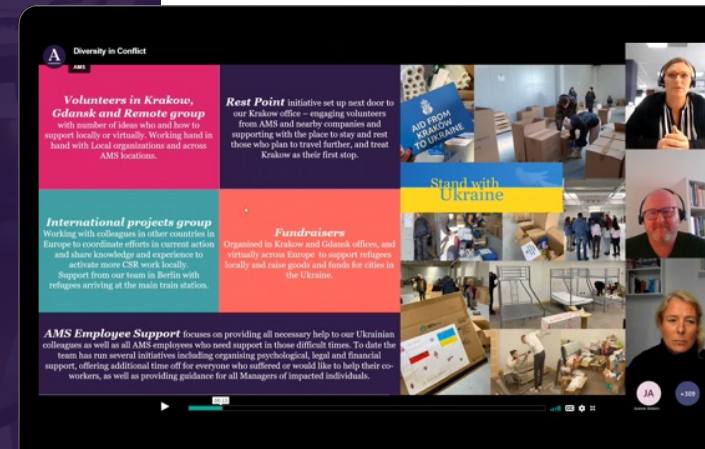 A
Diversity in Conflict
AMS
Volunteers in Krakow,
Gdansk and Remote group
with number of ideas who and how to
support locally or virtually. Working hand in
hand with Local organizations and across
AMS locations.
Rest Point initiative set up next door to
our Krakow office – engaging volunteers
from AMS and nearby companies and
supporting with the place to stay and rest
those who plan to travel further, and treat
Krakow as their first stop.
International projects group
Working with colleagues in other countries in
Europe to coordinate efforts in current action
and share knowledge and experience to
activate more CSR work locally.
Support from our team in Berlin with
refugees arriving at the main train station.
Fundraisers
Organised in Krakow and Gdansk offices, and
virtually across Europe to support refugees
locally and raise goods and funds for cities in
the Ukraine.
AMS Employee Support focuses on providing all necessary help to our Ukrainian
colleagues as well as all AMS employees who need support in those difficult times. To date the
team has run several initiatives including organising psychological, legal and financial
support, offering additional time off for everyone who suffered or would like to help their co-
workers, as well as providing guidance for all Managers of impacted individuals.
AID FROM
KRAKÓW
TO UKRAINE
Stand with
Ukraine
JA
+309
CC